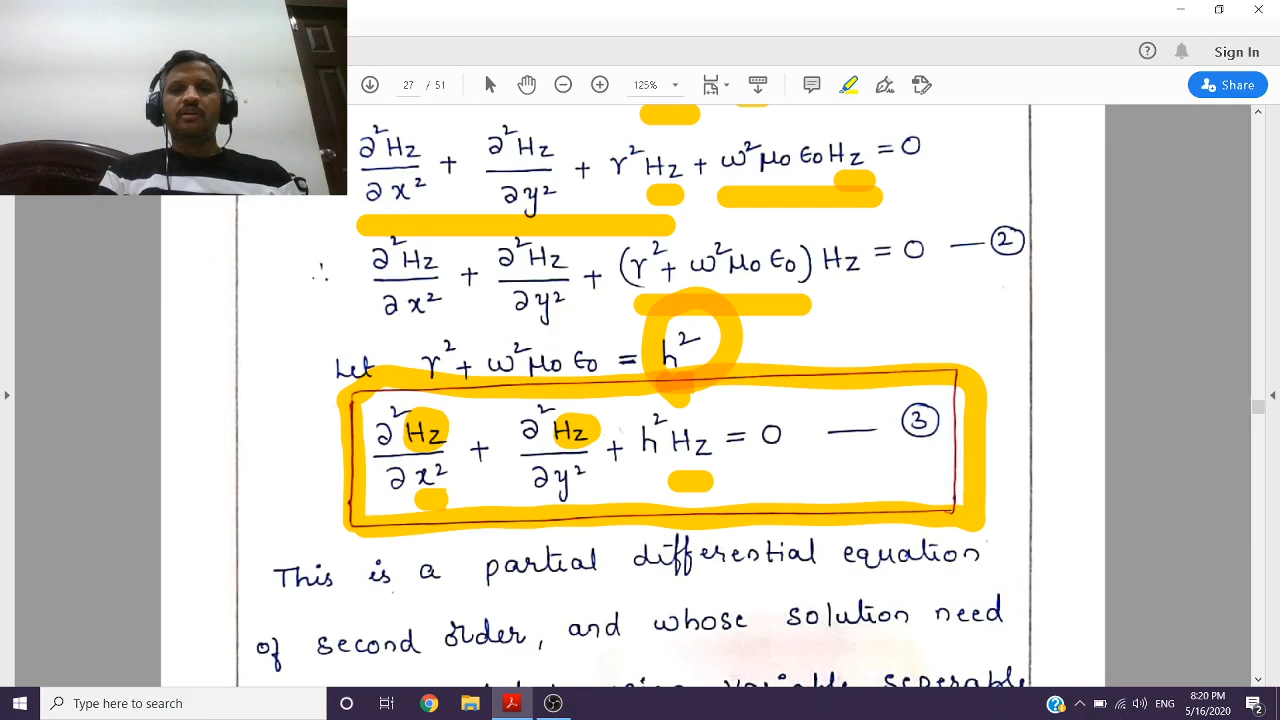 Sign In
27 / 51
125%
Share
∂²Hz/∂x² + ∂²Hz/∂y² + γ²Hz + ω²μ₀ε₀Hz = 0
∴ ∂²Hz/∂x² + ∂²Hz/∂y² + (γ² + ω²μ₀ε₀) Hz = 0 — ②
Let γ² + ω²μ₀ε₀ = h²
∂²Hz/∂x² + ∂²Hz/∂y² + h²Hz = 0 — ③
This is a partial differential equation
of second order, and whose solution need
variable seperable
Type here to search
ENG
8:20 PM
5/16/2020